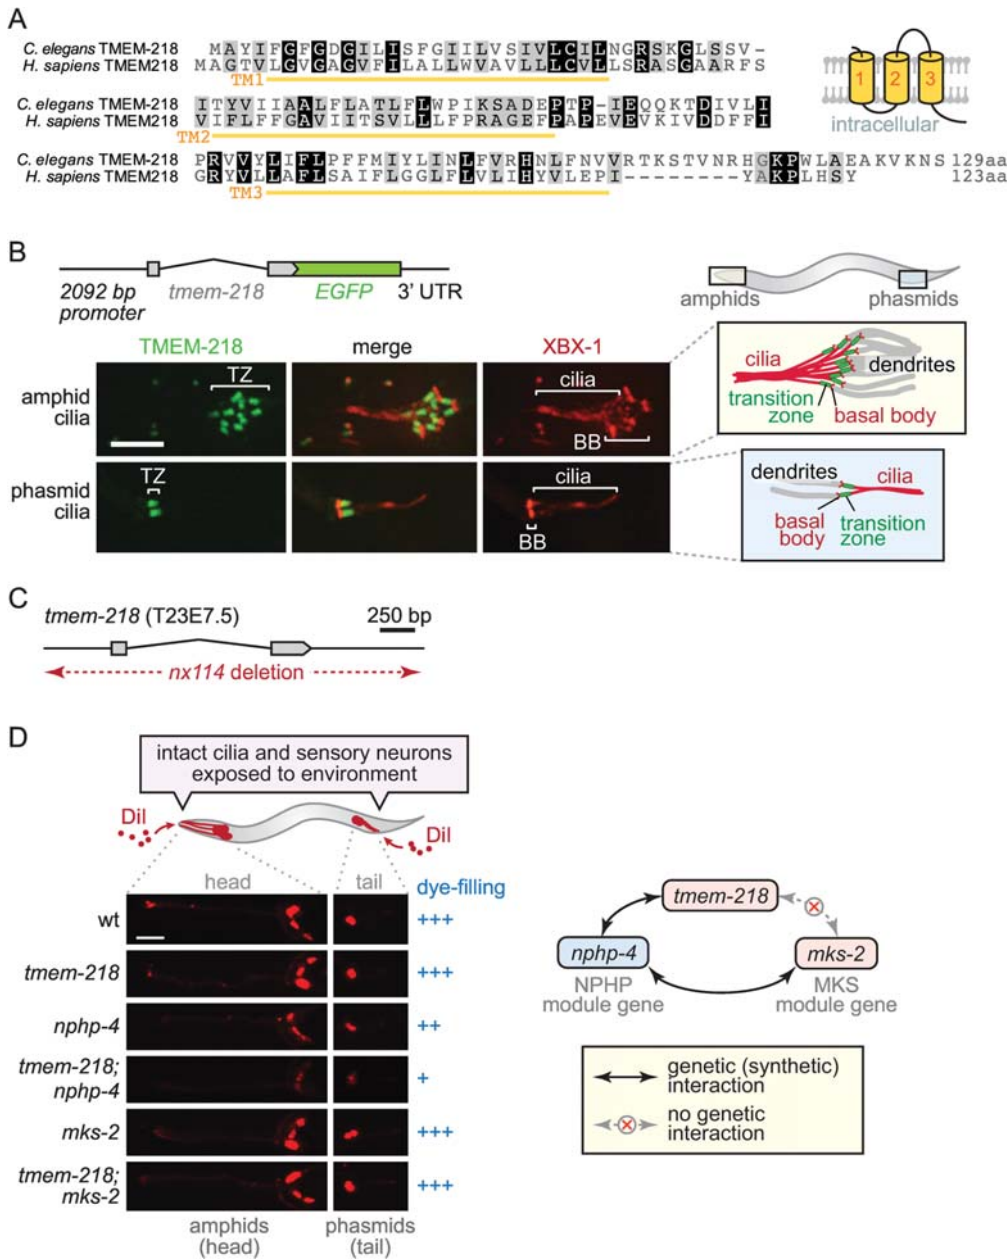 A
C. elegans TMEM-218 MAYIFGFGDGILISFGIILVSIVLCILNGRSKGLSSV-
H. sapiens TMEM218 MAGTVLGVGAGVFILALLWVAVLLLCVLLSRASGAARFS
TM1
C. elegans TMEM-218 ITYVIIAALFLATLFLWPIKSADEPTP-IEQQKTDIVLI
H. sapiens TMEM218 VIFLFFGAVIITSVLLLFPRAGEFPAPEVEVKIVDDFFI
TM2
C. elegans TMEM-218 PRVVYLIFLPFFMIYLINLFVRHNLFNVVRTKSTVNRHGKPWLAEAKVKNS 129aa
H. sapiens TMEM218 GRYVLLAFLSAIFLGGLFLVLIHYVLEPI--------YAKPLHSY 123aa
TM3
1 2 3
intracellular
B
2092 bp
promoter
tmem-218
EGFP
3' UTR
amphids
phasmids
TMEM-218
merge
XBX-1
amphid
cilia
TZ
cilia
BB
phasmid
cilia
TZ
cilia
BB
cilia
dendrites
transition
zone
basal body
dendrites
cilia
basal
body
transition
zone
C
tmem-218 (T23E7.5)
250 bp
nx114 deletion
D
intact cilia and sensory neurons
exposed to environment
DiI
DiI
head
tail
dye-filling
wt
+++
tmem-218
+++
nphp-4
++
tmem-218;
nphp-4
+
mks-2
+++
tmem-218;
mks-2
+++
amphids
(head)
phasmids
(tail)
tmem-218
nphp-4
mks-2
NPHP
module gene
MKS
module gene
genetic (synthetic)
interaction
no genetic
interaction